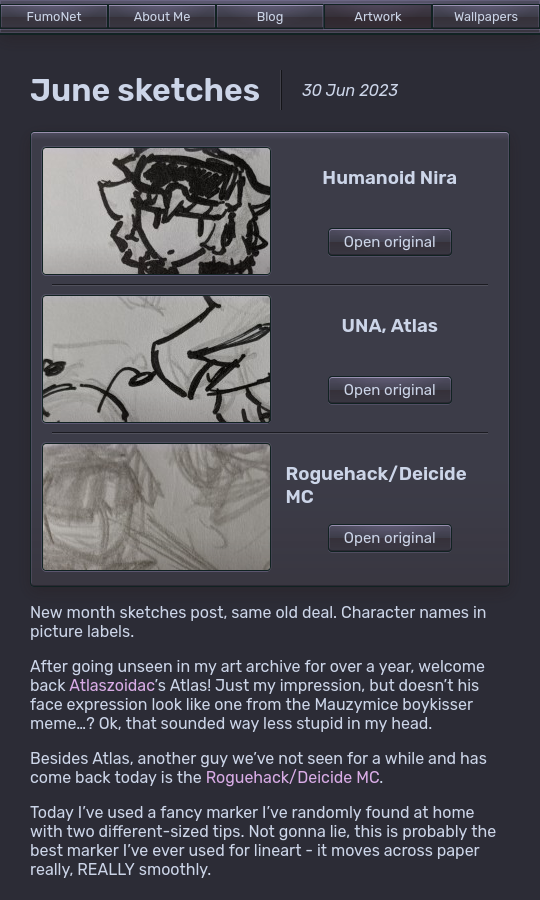 FumoNet
About Me
Blog
Artwork
Wallpapers
June sketches
30 Jun 2023
Humanoid Nira
Open original
UNA, Atlas
Open original
Roguehack/Deicide
MC
Open original
New month sketches post, same old deal. Character names in
picture labels.
After going unseen in my art archive for over a year, welcome
back Atlaszoidac’s Atlas! Just my impression, but doesn’t his
face expression look like one from the Mauzymice boykisser
meme…? Ok, that sounded way less stupid in my head.
Besides Atlas, another guy we’ve not seen for a while and has
come back today is the Roguehack/Deicide MC.
Today I’ve used a fancy marker I’ve randomly found at home
with two different-sized tips. Not gonna lie, this is probably the
best marker I’ve ever used for lineart - it moves across paper
really, REALLY smoothly.